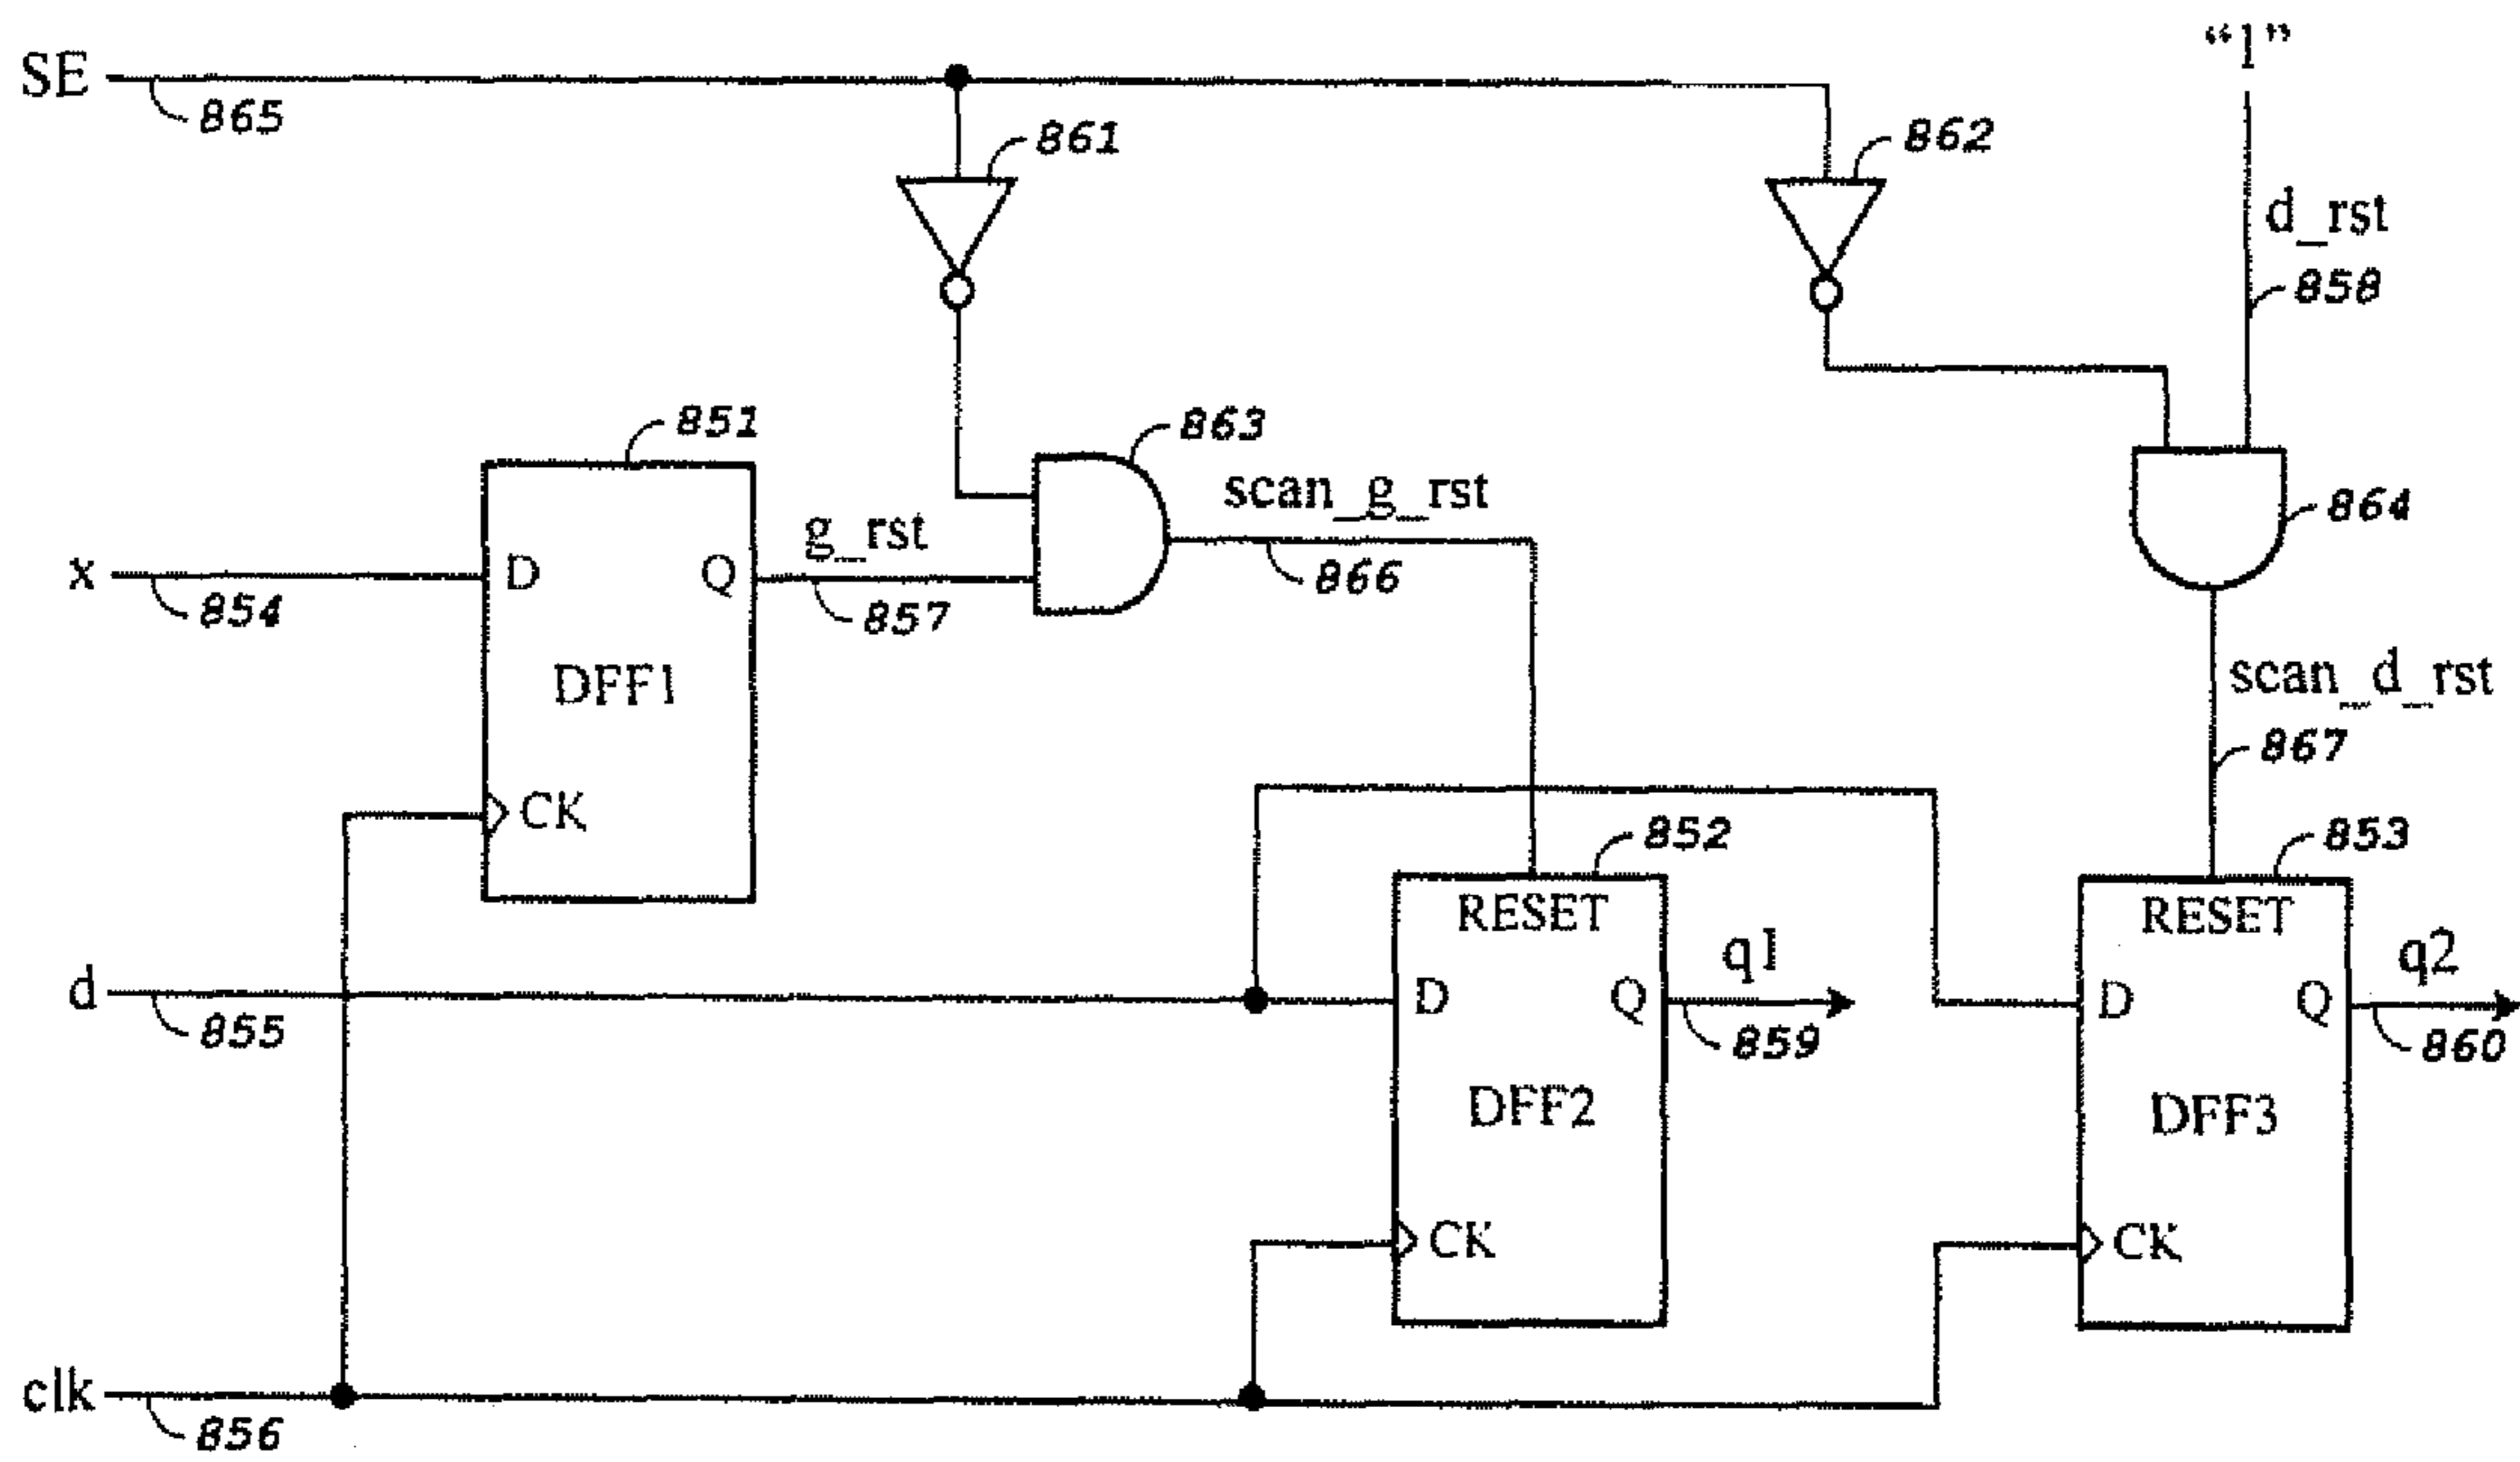 SE
865
861
862
"1"
d_rst
858
851
863
864
x
854
D
Q
g_rst
857
scan_g_rst
866
DFF1
CK
scan_d_rst
867
852
853
RESET
RESET
d
855
D
Q
q1
859
D
Q
q2
860
DFF2
DFF3
CK
CK
clk
856